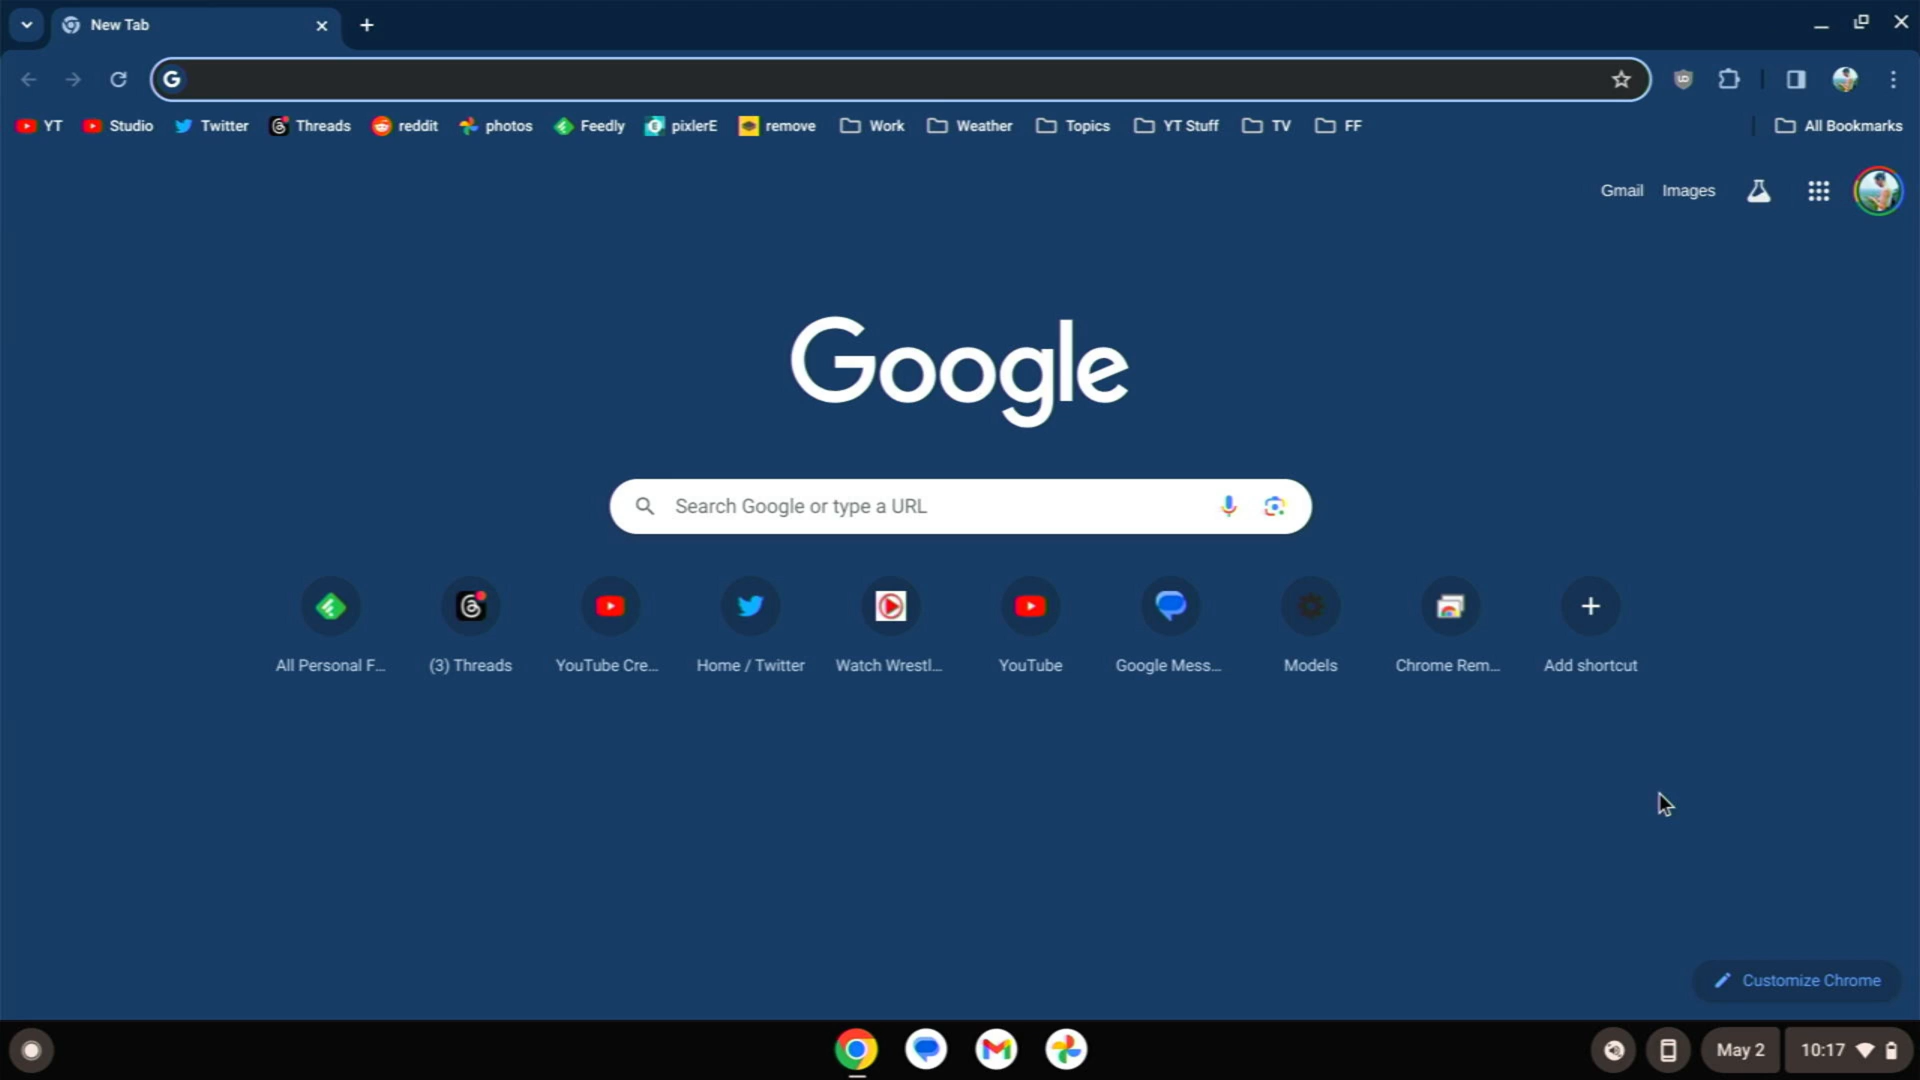 New Tab
YT
Studio
Twitter
Threads
reddit
photos
Feedly
pixlerE
remove
Work
Weather
Topics
YT Stuff
TV
FF
All Bookmarks
Gmail
Images
Google
Search Google or type a URL
All Personal F...
(3) Threads
YouTube Cre...
Home / Twitter
Watch Wrestl...
YouTube
Google Mess...
Models
Chrome Rem...
Add shortcut
Customize Chrome
May 2
10:17